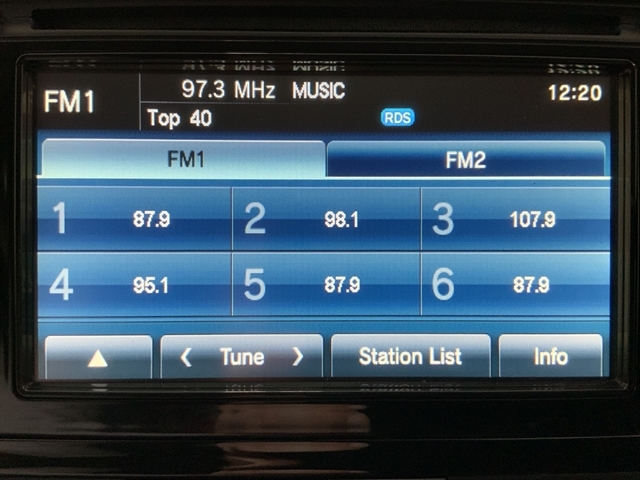 FM1 97.3 MHz MUSIC 12:20
Top 40 RDS
FM1 FM2
1 87.9 2 98.1 3 107.9
4 95.1 5 87.9 6 87.9
Tune Station List Info